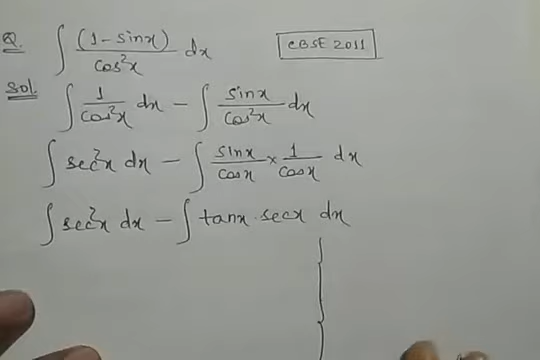 Q. ∫ (1 - sinx)/cos²x dx CBSE 2011
Sol. ∫ 1/cos²x dx - ∫ sinx/cos²x dx
∫ sec²x dx - ∫ sinx/cosx × 1/cosx dx
∫ sec²x dx - ∫ tanx · secx dx